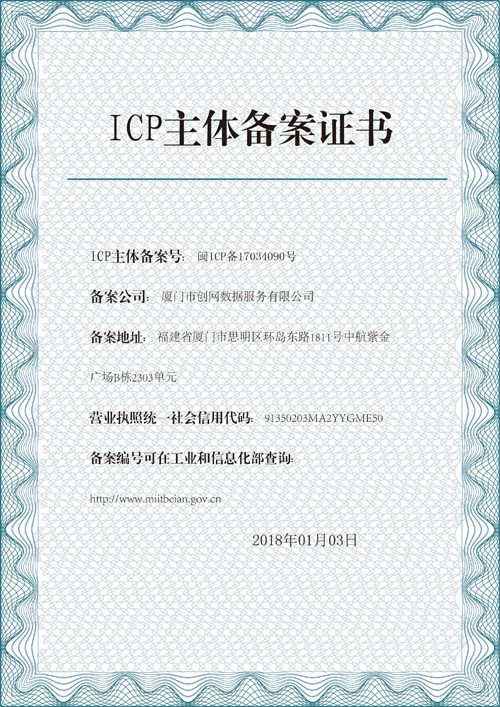 ICP主体备案证书
ICP主体备案号： 闽ICP备17034090号
备案公司： 厦门市创网数据服务有限公司
备案地址： 福建省厦门市思明区环岛东路1811号中航紫金
广场B栋2303单元
营业执照统一社会信用代码： 91350203MA2YYGME50
备案编号可在工业和信息化部查询：
http://www.miitbeian.gov.cn
2018年01月03日